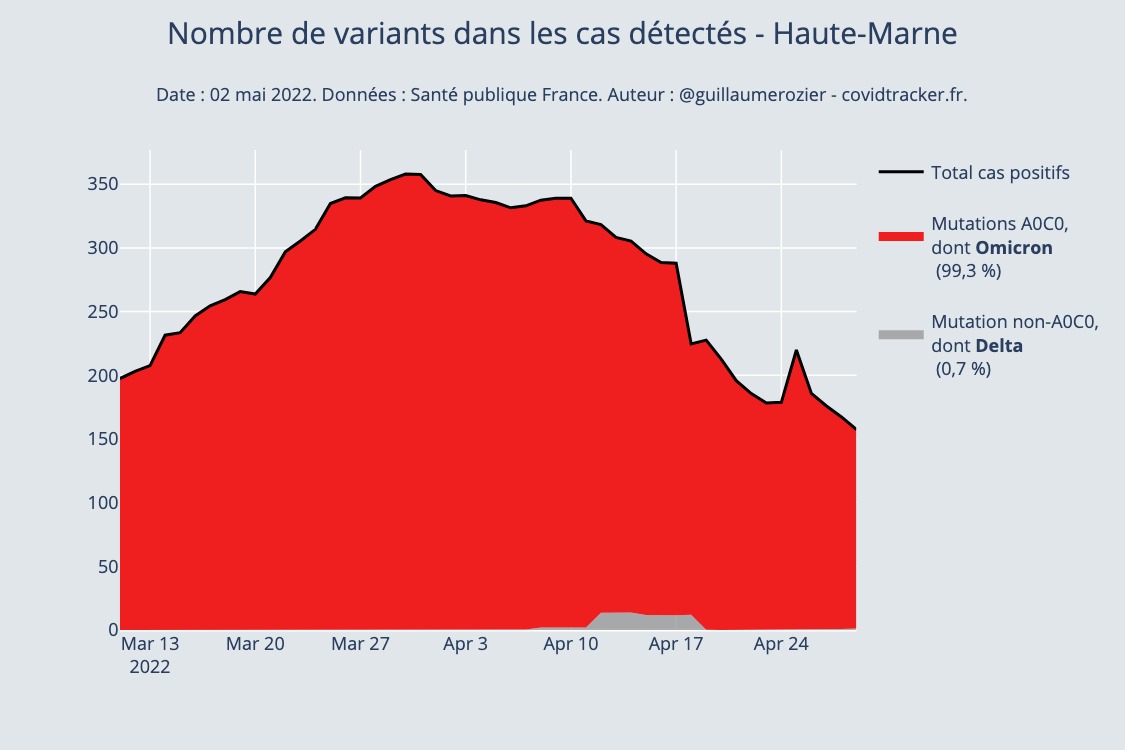 Nombre de variants dans les cas détectés - Haute-Marne
Date : 02 mai 2022. Données : Santé publique France. Auteur : @guillaumerozier - covidtracker.fr.
350
300
250
200
150
100
50
0
Mar 13
2022
Mar 20
Mar 27
Apr 3
Apr 10
Apr 17
Apr 24
Total cas positifs
Mutations A0C0,
dont Omicron
(99,3 %)
Mutation non-A0C0,
dont Delta
(0,7 %)